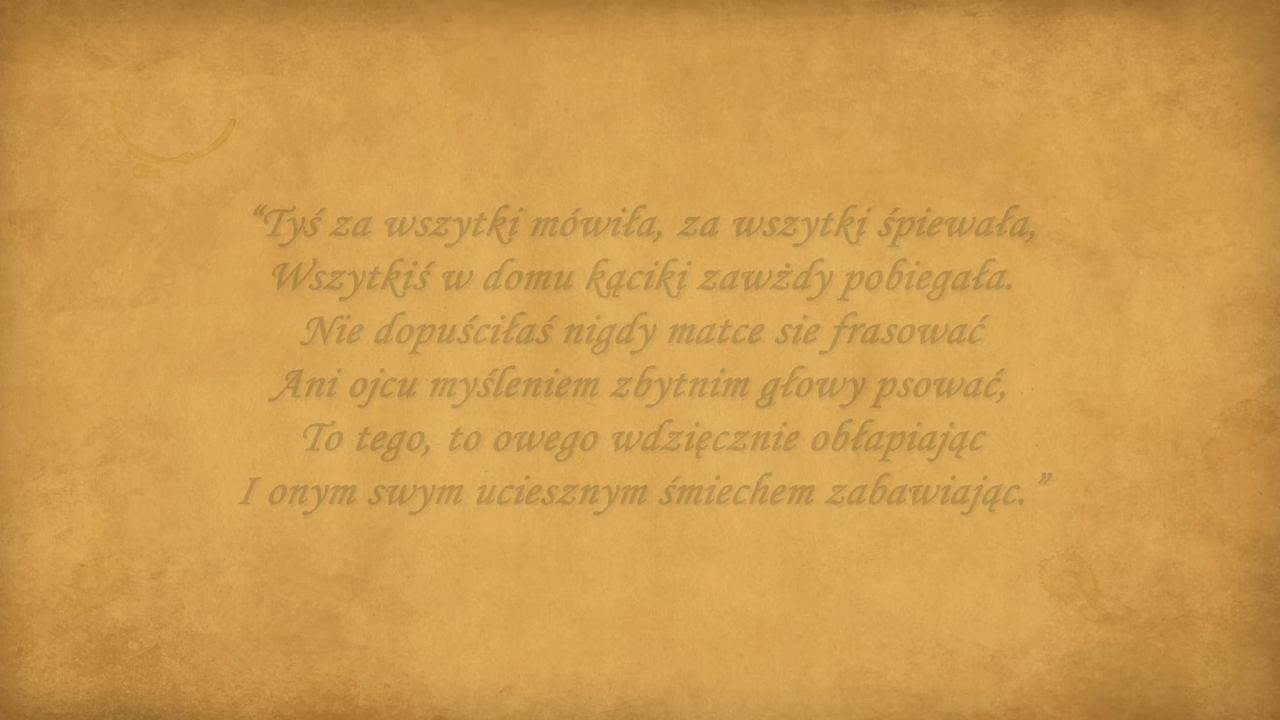 “Tyś za wszytki mówiła, za wszytki śpiewała,
Wszytkiś w domu kąciki zawżdy pobiegała.
Nie dopuściłaś nigdy matce sie frasować
Ani ojcu myśleniem zbytnim głowy psować,
To tego, to owego wdzięcznie obłapiając
I onym swym uciesznym śmiechem zabawiając.”